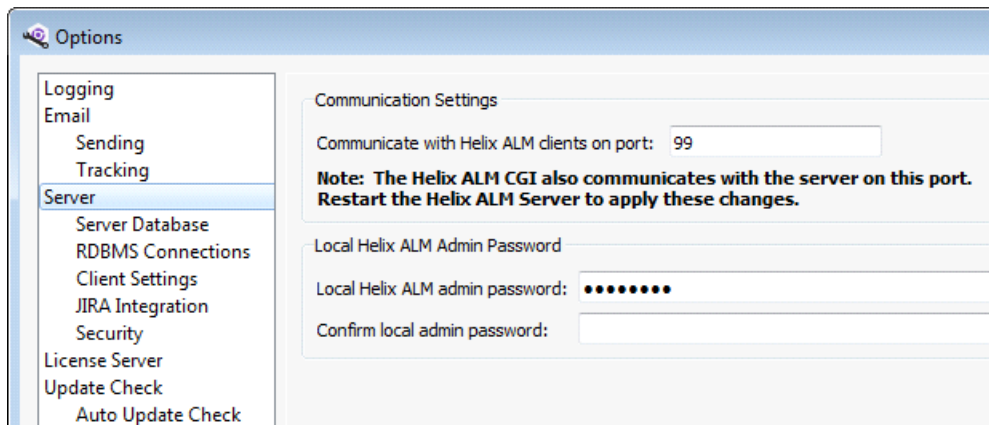 Options
Logging
Email
Sending
Tracking
Server
Server Database
RDBMS Connections
Client Settings
JIRA Integration
Security
License Server
Update Check
Auto Update Check
Communication Settings
Communicate with Helix ALM clients on port: 99
Note: The Helix ALM CGI also communicates with the server on this port.
Restart the Helix ALM Server to apply these changes.
Local Helix ALM Admin Password
Local Helix ALM admin password: ●●●●●●●●
Confirm local admin password: